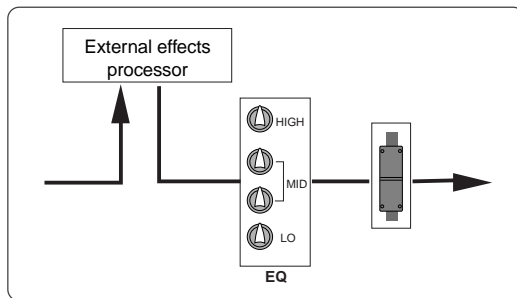 External effects
processor
HIGH
MID
LO
EQ